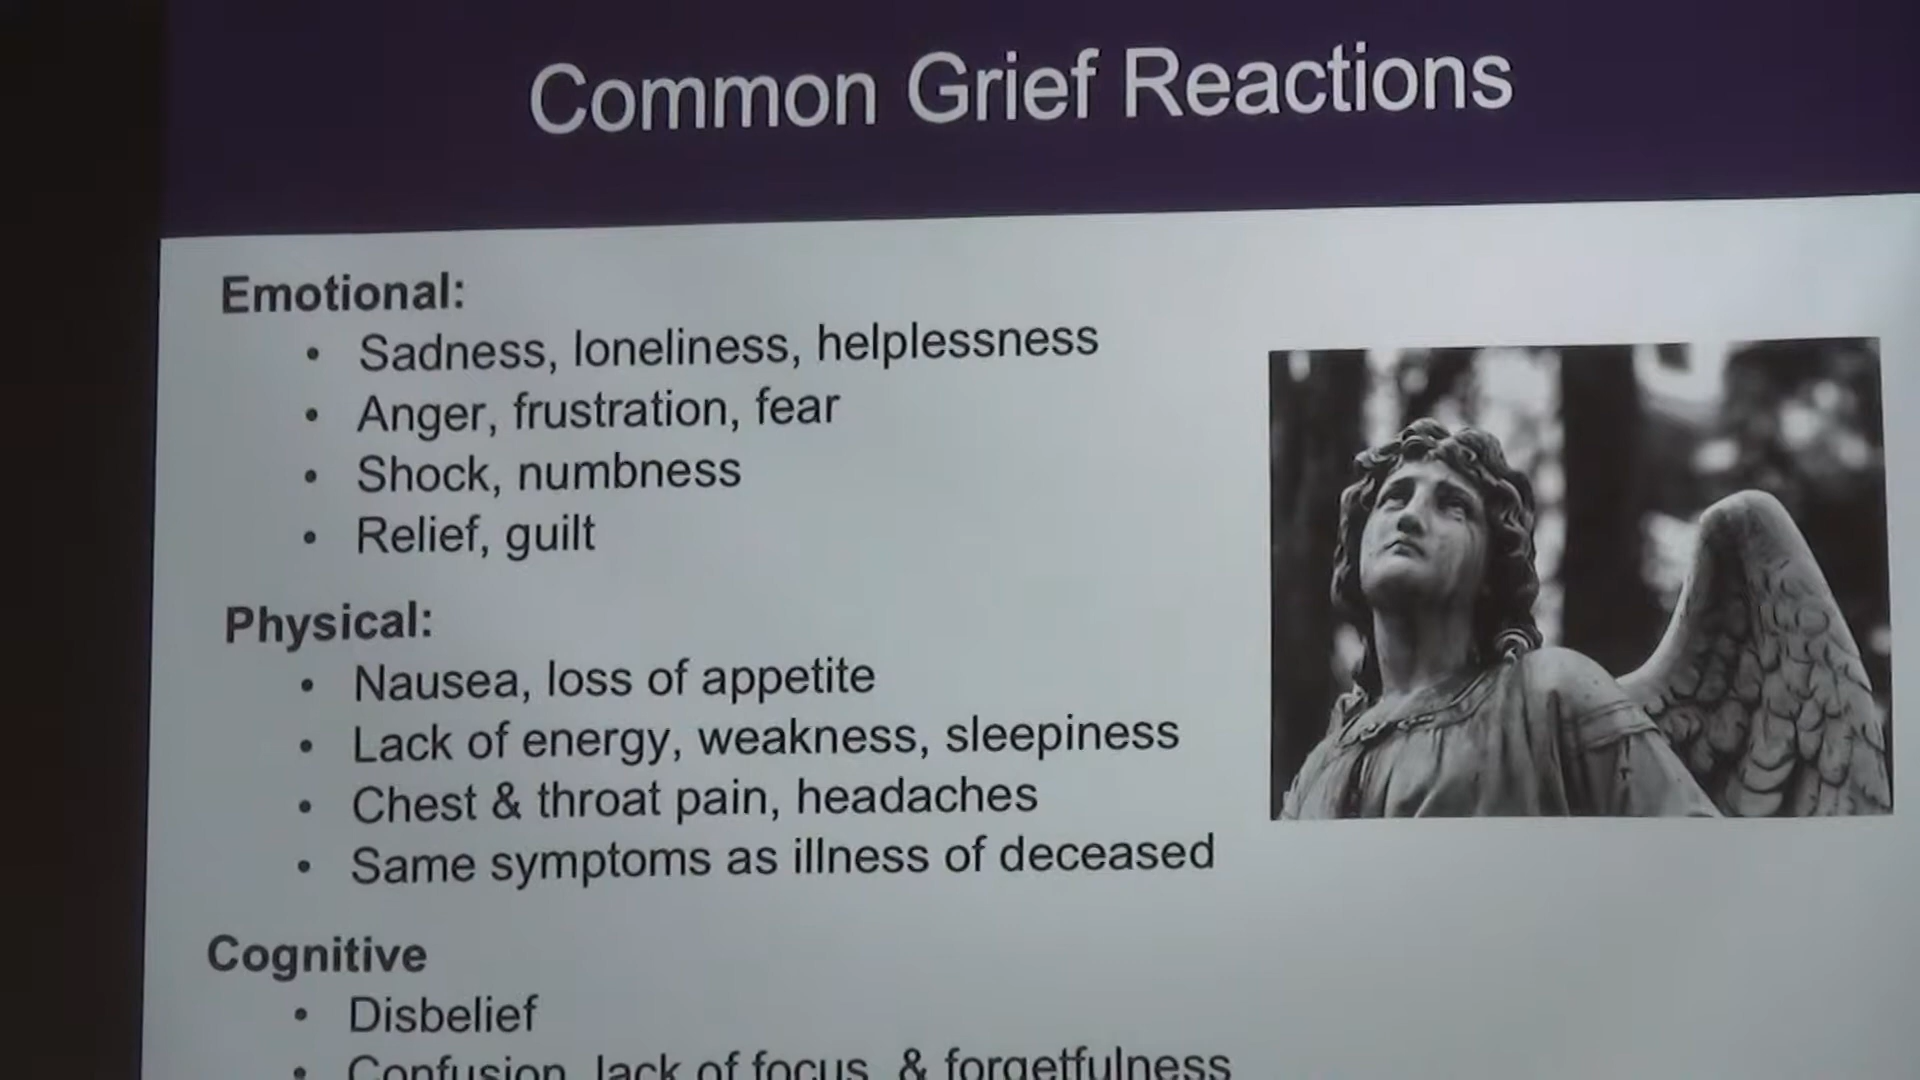 Common Grief Reactions
Emotional:
• Sadness, loneliness, helplessness
• Anger, frustration, fear
• Shock, numbness
• Relief, guilt
Physical:
• Nausea, loss of appetite
• Lack of energy, weakness, sleepiness
• Chest & throat pain, headaches
• Same symptoms as illness of deceased
Cognitive
• Disbelief
• Confusion, lack of focus, & forgetfulness